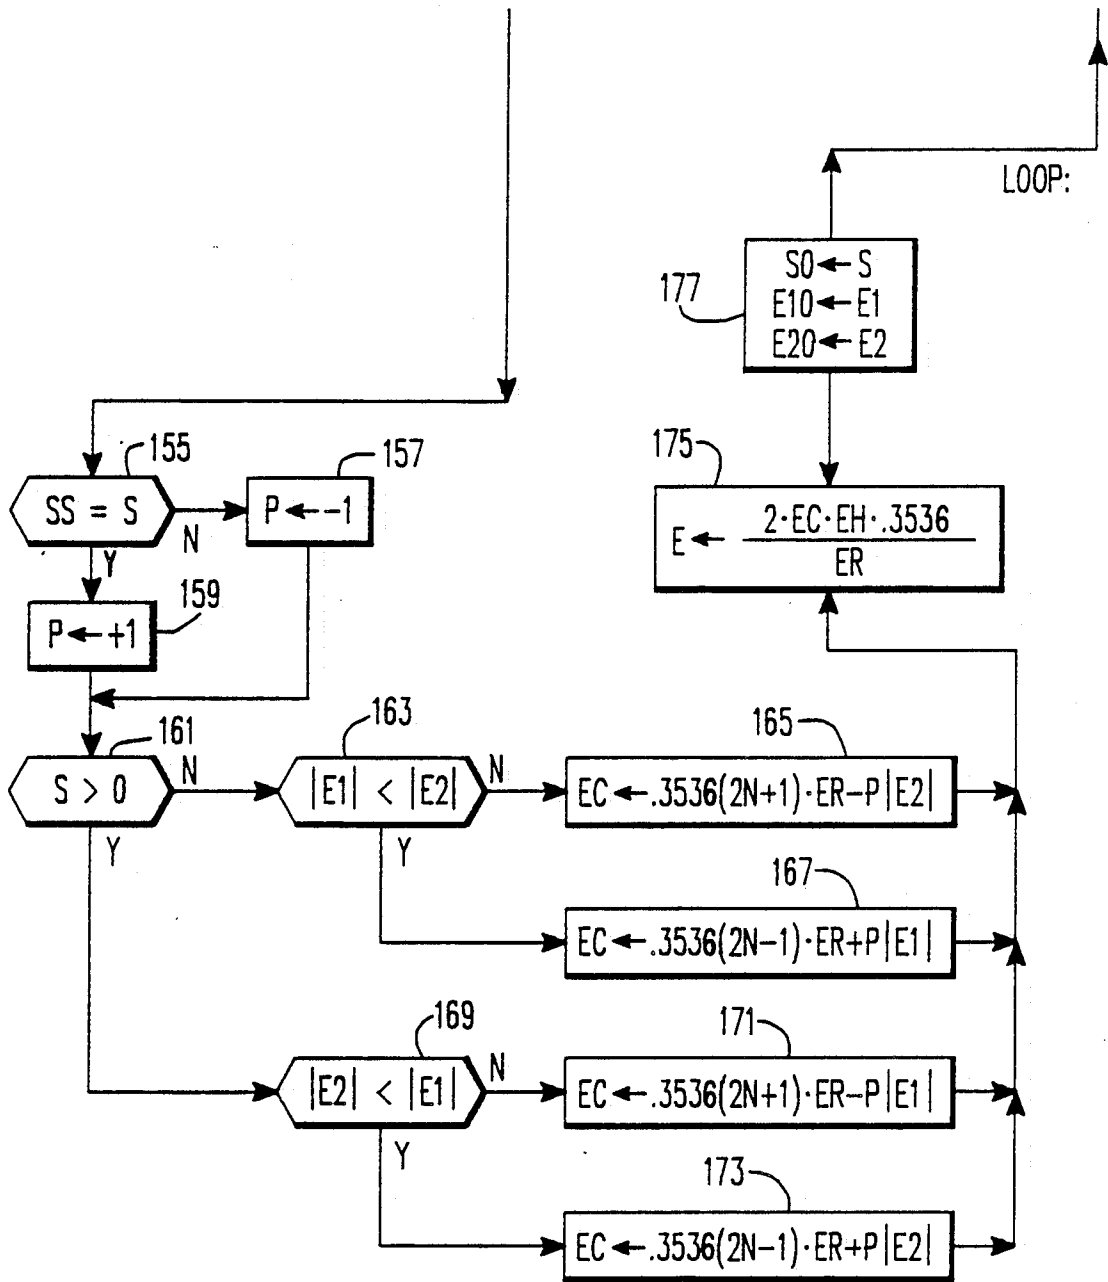 LOOP:
S0←S
E10←E1
E20←E2
177
155
157
175
SS = S
N
P←-1
E← 2·EC·EH·.3536
ER
Y
159
P←+1
161
163
165
S > 0
N
|E1| < |E2|
N
EC←.3536(2N+1)·ER-P|E2|
Y
Y
167
EC←.3536(2N-1)·ER+P|E1|
169
171
|E2| < |E1|
N
EC←.3536(2N+1)·ER-P|E1|
Y
173
EC←.3536(2N-1)·ER+P|E2|